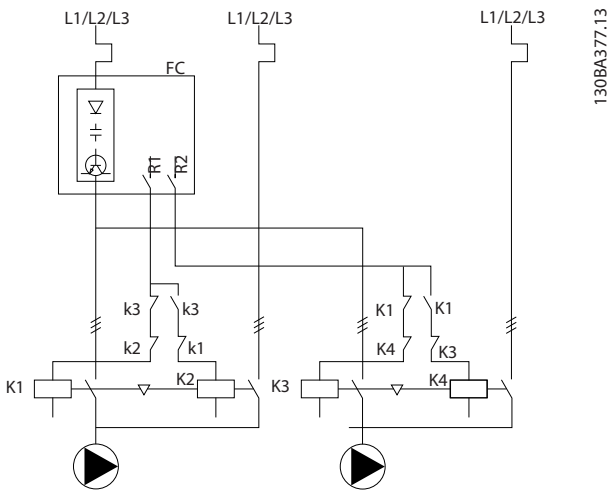 L1/L2/L3
L1/L2/L3
L1/L2/L3
130BA377.13
FC
R1
R2
k3
k3
K1
K1
k2
k1
K4
K3
K1
K2
K3
K4